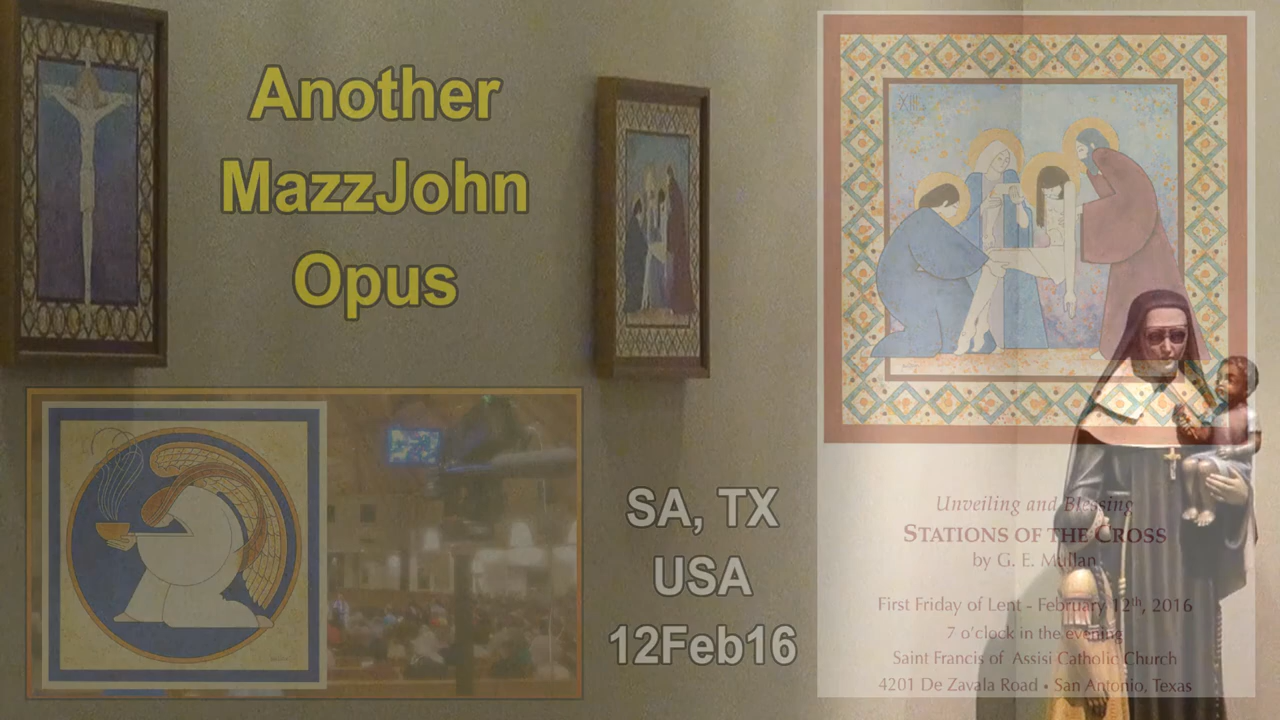 Another
MazzJohn
Opus
SA, TX
USA
12Feb16
XIII
Unveiling and Blessing
STATIONS OF THE CROSS
by G. E. Mullan
First Friday of Lent - February 12th, 2016
7 o'clock in the evening
Saint Francis of Assisi Catholic Church
4201 De Zavala Road • San Antonio, Texas